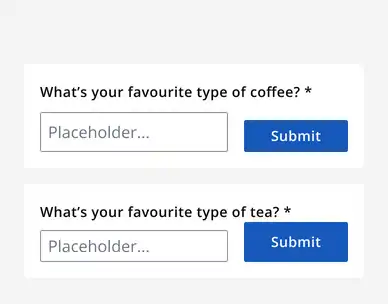 What’s your favourite type of coffee? *
Placeholder... Submit
What’s your favourite type of tea? *
Placeholder... Submit